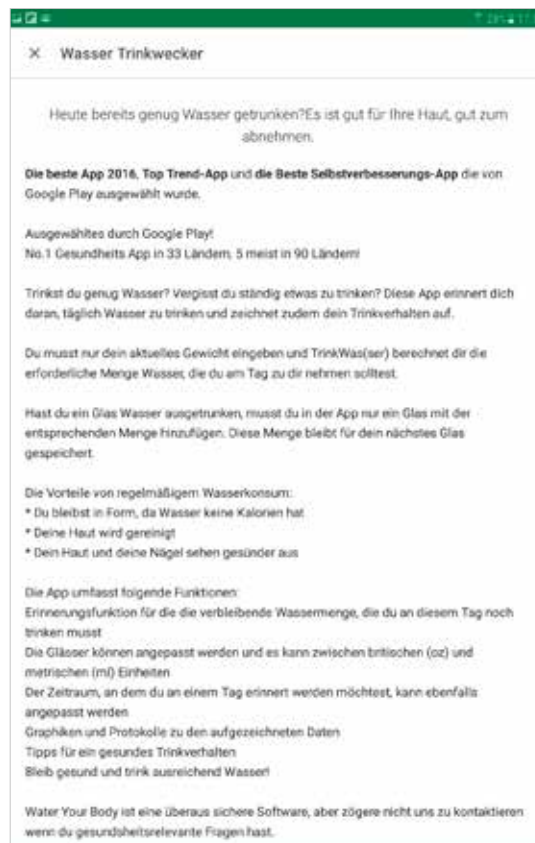 Wasser Trinkwecker
Heute bereits genug Wasser getrunken?Es ist gut für Ihre Haut, gut zum
abnehmen.
Die beste App 2016, Top Trend-App und die Beste Selbstverbesserungs-App die von
Google Play ausgewählt wurde.
Ausgewähltes durch Google Play!
No.1 Gesundheits App in 33 Ländern, 5 meist in 90 Ländern!
Trinkst du genug Wasser? Vergisst du ständig etwas zu trinken? Diese App erinnert dich
daran, täglich Wasser zu trinken und zeichnet zudem dein Trinkverhalten auf.
Du musst nur dein aktuelles Gewicht eingeben und TrinkWas(ser) berechnet dir die
erforderliche Menge Wasser, die du am Tag zu dir nehmen solltest.
Hast du ein Glas Wasser ausgetrunken, musst du in der App nur ein Glas mit der
entsprechenden Menge hinzufügen. Diese Menge bleibt für dein nächstes Glas
gespeichert.
Die Vorteile von regelmäßigem Wasserkonsum:
* Du bleibst in Form, da Wasser keine Kalorien hat
* Deine Haut wird gereinigt
* Dein Haut und deine Nägel sehen gesünder aus
Die App umfasst folgende Funktionen:
Erinnerungsfunktion für die die verbleibende Wassermenge, die du an diesem Tag noch
trinken musst
Die Glässer können angepasst werden und es kann zwischen britischen (oz) und
metrischen (ml) Einheiten
Der Zeitraum, an dem du an einem Tag erinnert werden möchtest, kann ebenfalls
angepasst werden
Graphiken und Protokolle zu den aufgezeichneten Daten
Tipps für ein gesundes Trinkverhalten
Bleib gesund und trink ausreichend Wasser!
Water Your Body ist eine überaus sichere Software, aber zögere nicht uns zu kontaktieren
wenn du gesundsheitsrelevante Fragen hast.